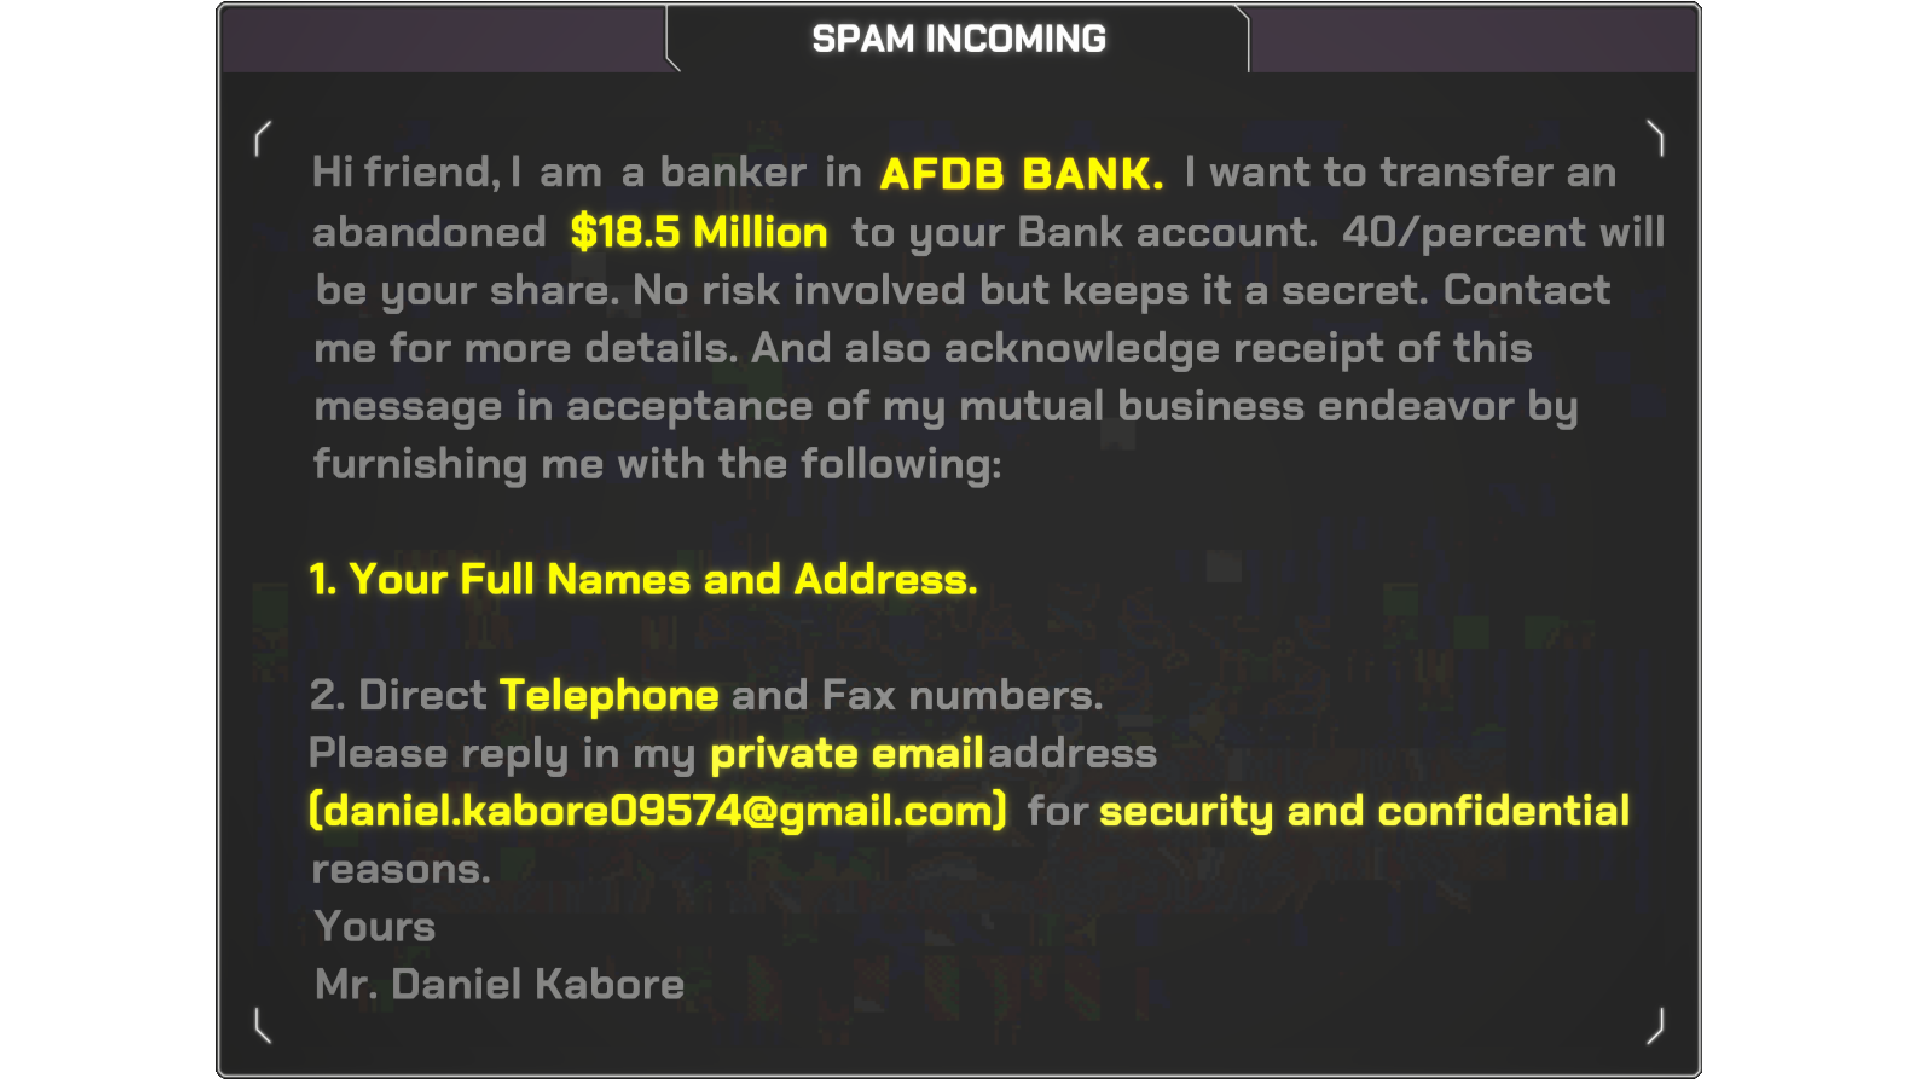 SPAM INCOMING
Hi friend, I am a banker in AFDB BANK. I want to transfer an
abandoned $18.5 Million to your Bank account. 40/percent will
be your share. No risk involved but keeps it a secret. Contact
me for more details. And also acknowledge receipt of this
message in acceptance of my mutual business endeavor by
furnishing me with the following:
1. Your Full Names and Address.
2. Direct Telephone and Fax numbers.
Please reply in my private email address
(daniel.kabore09574@gmail.com) for security and confidential
reasons.
Yours
Mr. Daniel Kabore